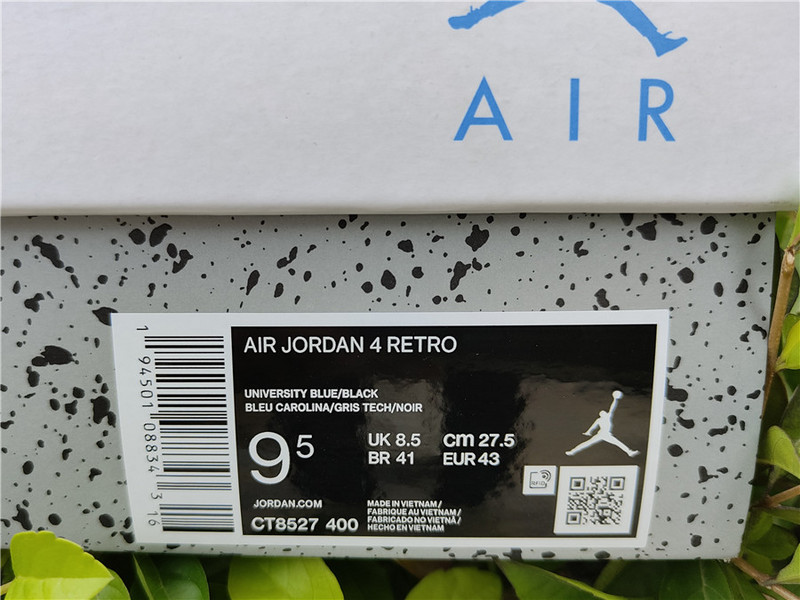 AIR
AIR JORDAN 4 RETRO
UNIVERSITY BLUE/BLACK
BLEU CAROLINA/GRIS TECH/NOIR
9 5
UK 8.5 cm 27.5
BR 41 EUR 43
JORDAN.COM
CT8527 400
MADE IN VIETNAM/
FABRIQUE AU VIETNAM/
FABRICADO NO VIETNÃ/
HECHO EN VIETNAM
1 94501 08834 3 16